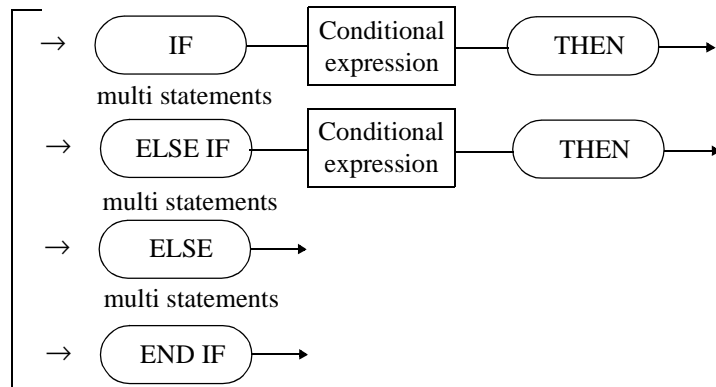 → IF Conditional expression THEN
multi statements
→ ELSE IF Conditional expression THEN
multi statements
→ ELSE
multi statements
→ END IF